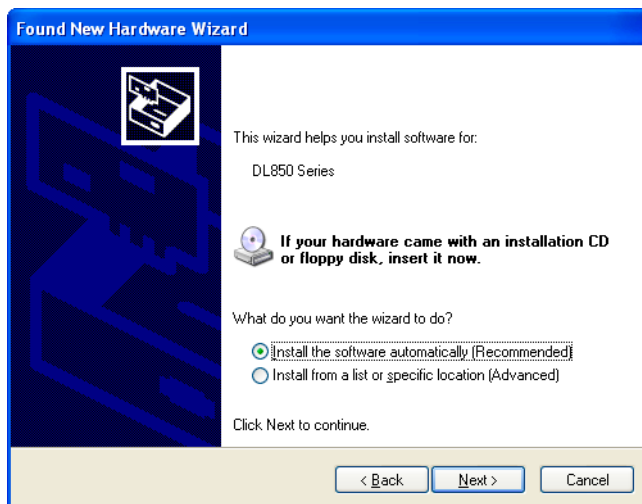 Found New Hardware Wizard
This wizard helps you install software for:
DL850 Series
If your hardware came with an installation CD
or floppy disk, insert it now.
What do you want the wizard to do?
Install the software automatically (Recommended)
Install from a list or specific location (Advanced)
Click Next to continue.
< Back
Next >
Cancel